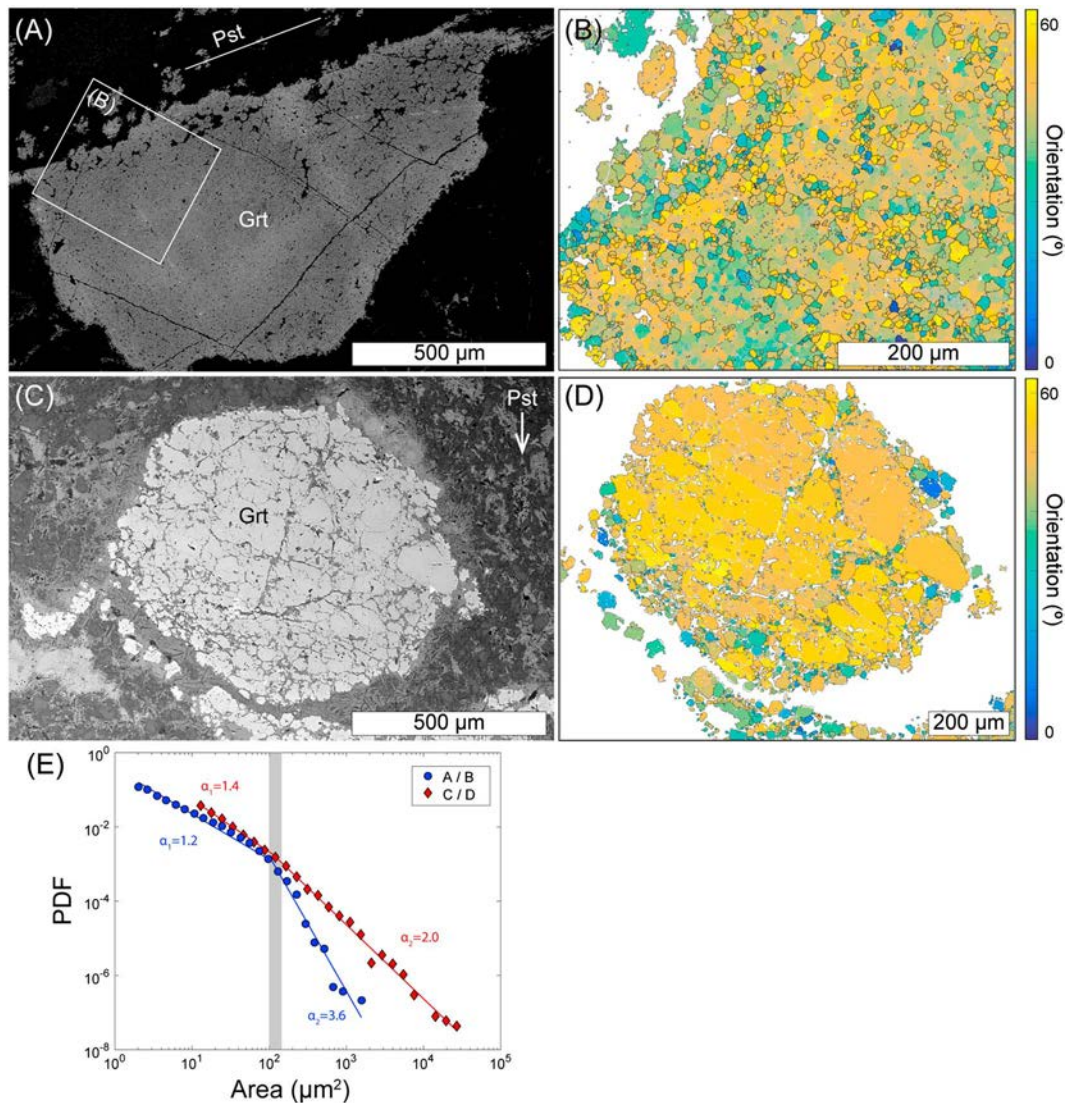 (A)
Pst
(B)
Grt
500 µm
(B)
60
Orientation (º)
0
200 µm
(C)
Pst
Grt
500 µm
(D)
60
Orientation (º)
0
200 µm
(E)
10⁰
10⁻²
10⁻⁴
10⁻⁶
10⁻⁸
PDF
α₁=1.4
α₁=1.2
α₂=2.0
α₂=3.6
A / B
C / D
10⁰
10¹
10²
10³
10⁴
10⁵
Area (µm²)